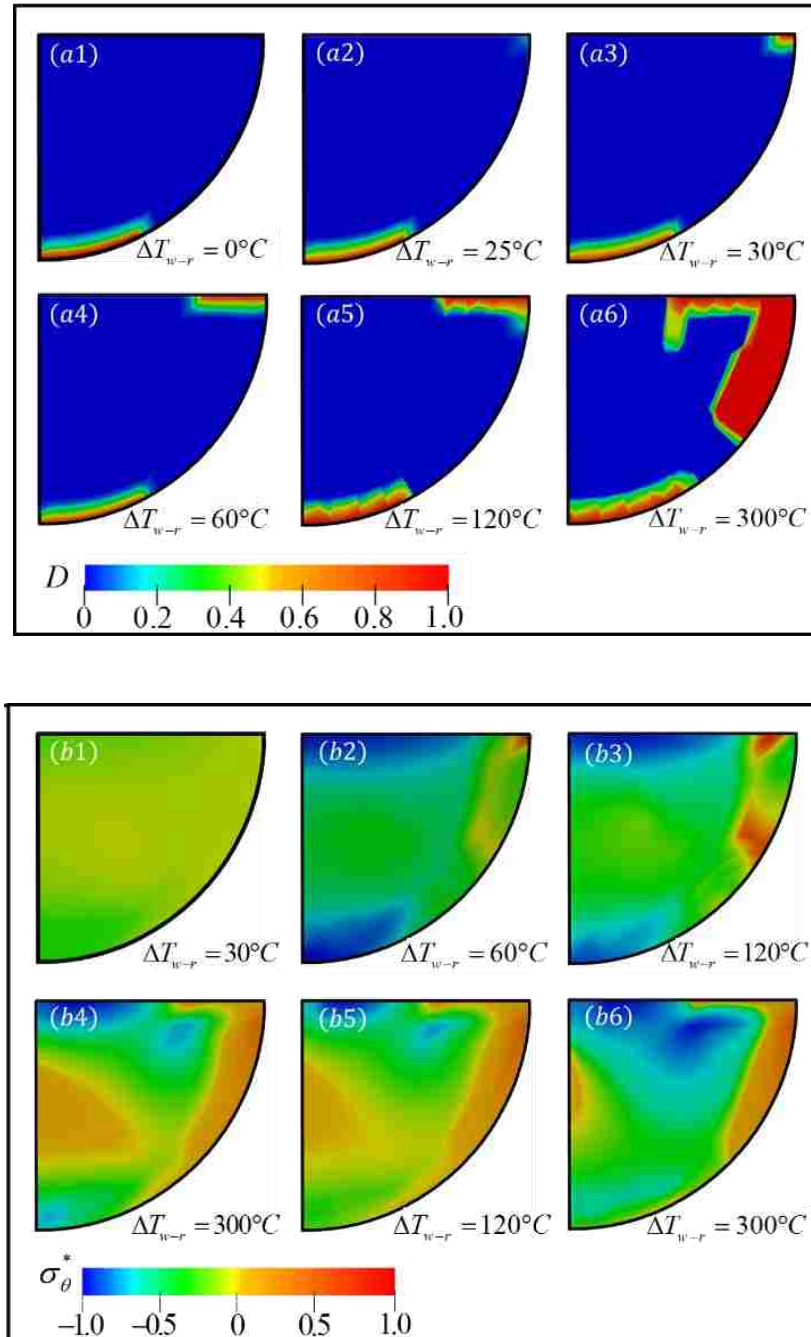 (a1) (a2) (a3)
ΔT_{w-r} = 0°C ΔT_{w-r} = 25°C ΔT_{w-r} = 30°C
(a4) (a5) (a6)
ΔT_{w-r} = 60°C ΔT_{w-r} = 120°C ΔT_{w-r} = 300°C
D
0 0.2 0.4 0.6 0.8 1.0
(b1) (b2) (b3)
ΔT_{w-r} = 30°C ΔT_{w-r} = 60°C ΔT_{w-r} = 120°C
(b4) (b5) (b6)
ΔT_{w-r} = 300°C ΔT_{w-r} = 120°C ΔT_{w-r} = 300°C
σ_θ^*
–1.0 –0.5 0 0.5 1.0